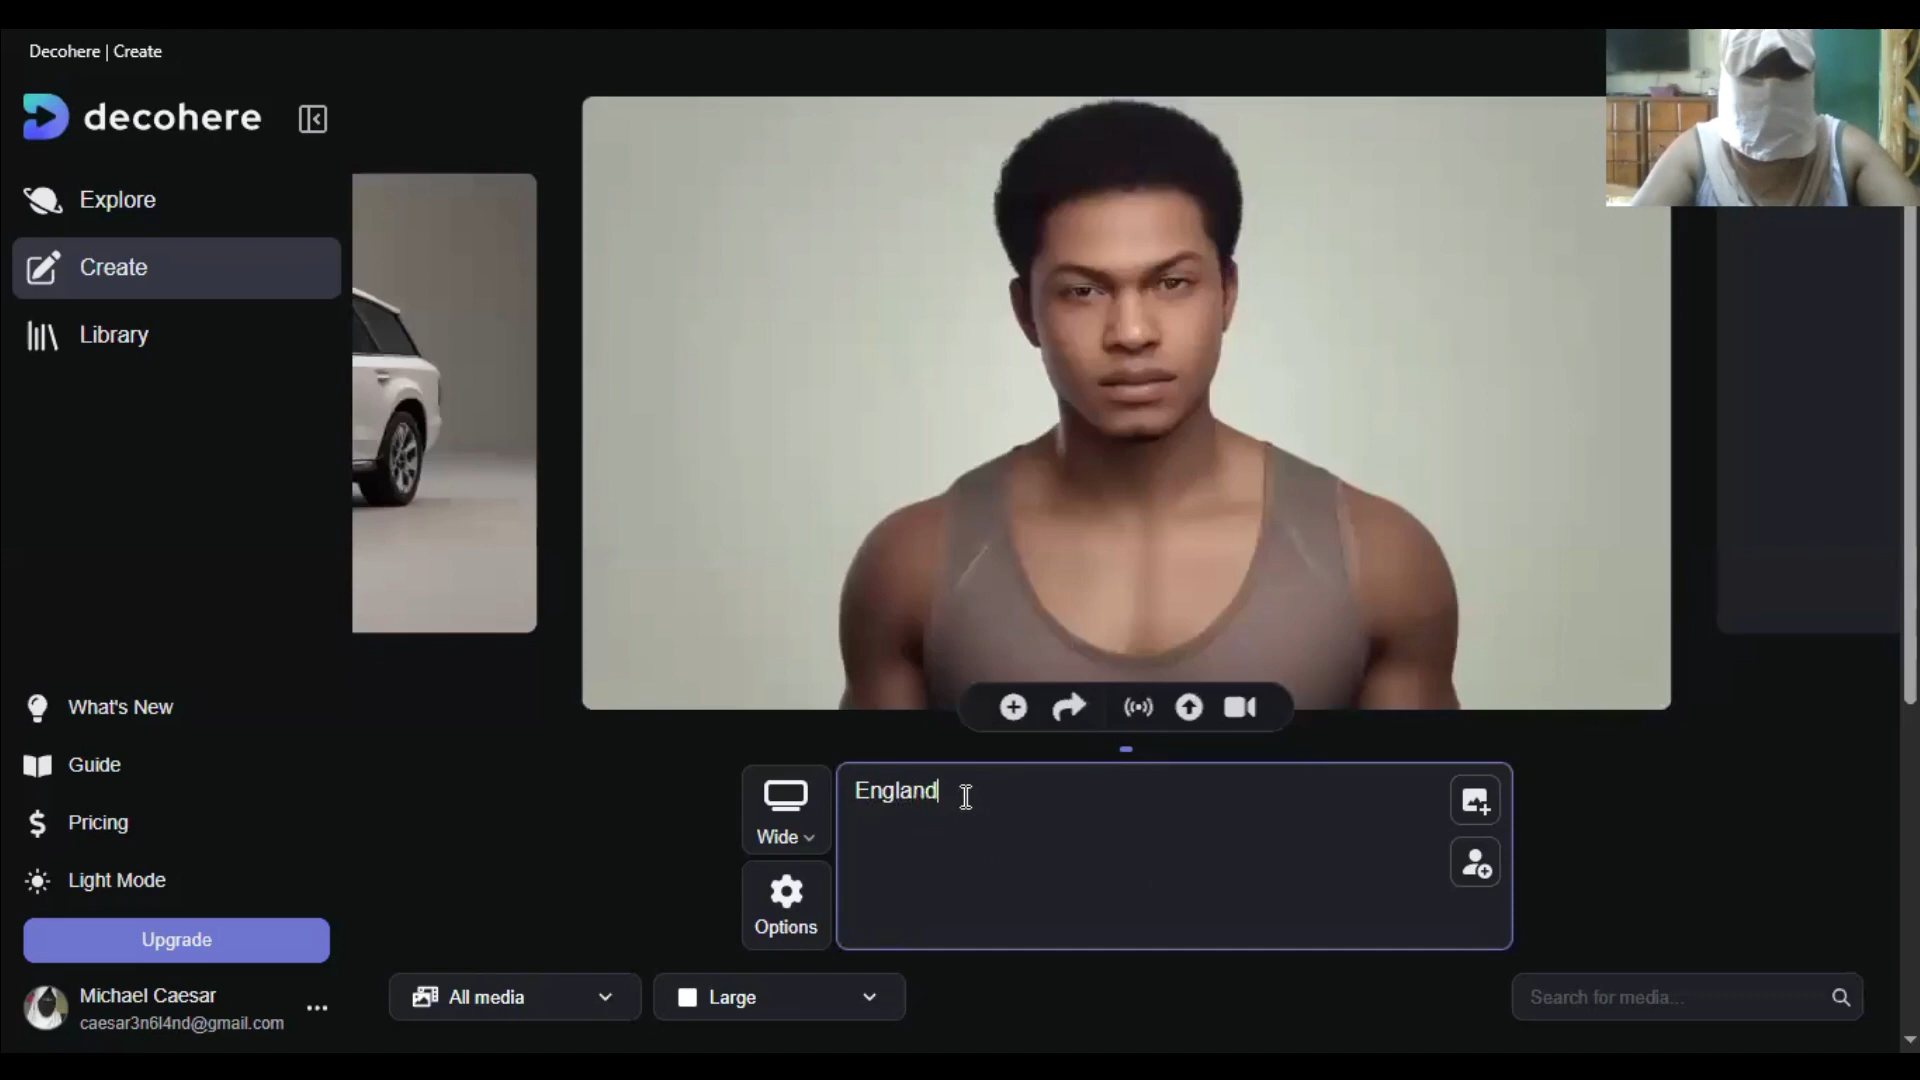 Decohere | Create
decohere
Explore
Create
Library
What's New
Guide
Pricing
Light Mode
Upgrade
Michael Caesar
caesar3n6l4nd@gmail.com
England
Wide
Options
All media
Large
Search for media...